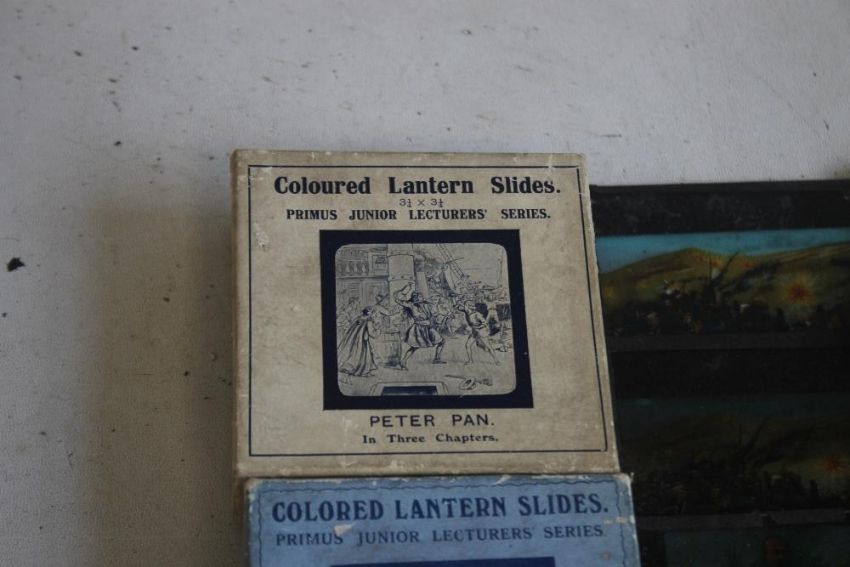 Coloured Lantern Slides.
3¼ × 3¼
PRIMUS JUNIOR LECTURERS' SERIES.
PETER PAN.
In Three Chapters.
COLORED LANTERN SLIDES.
PRIMUS JUNIOR LECTURERS' SERIES.